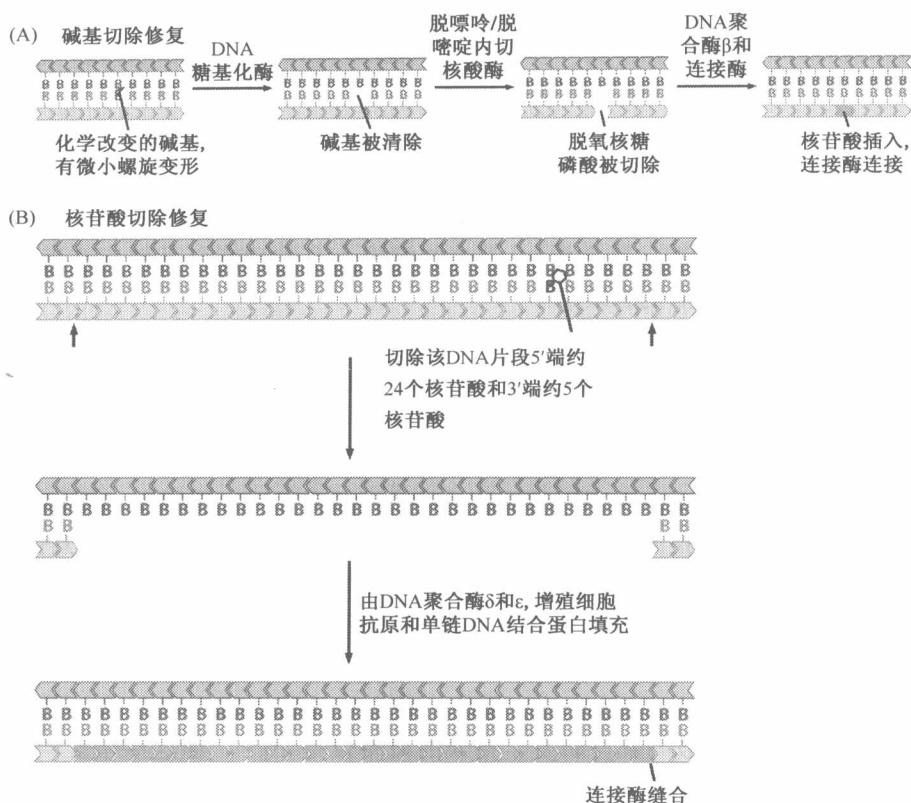 (A) 碱基切除修复
DNA
糖基化酶
脱嘌呤/脱
嘧啶内切
核酸酶
DNA聚
合酶β和
连接酶
B B B B B B B B B B
B B B B B B B B B B
化学改变的碱基,
有微小螺旋变形
碱基被清除
脱氧核糖
磷酸被切除
核苷酸插入,
连接酶连接
(B) 核苷酸切除修复
切除该DNA片段5′端约
24个核苷酸和3′端约5个
核苷酸
由DNA聚合酶δ和ε, 增殖细胞
抗原和单链DNA结合蛋白填充
连接酶缝合